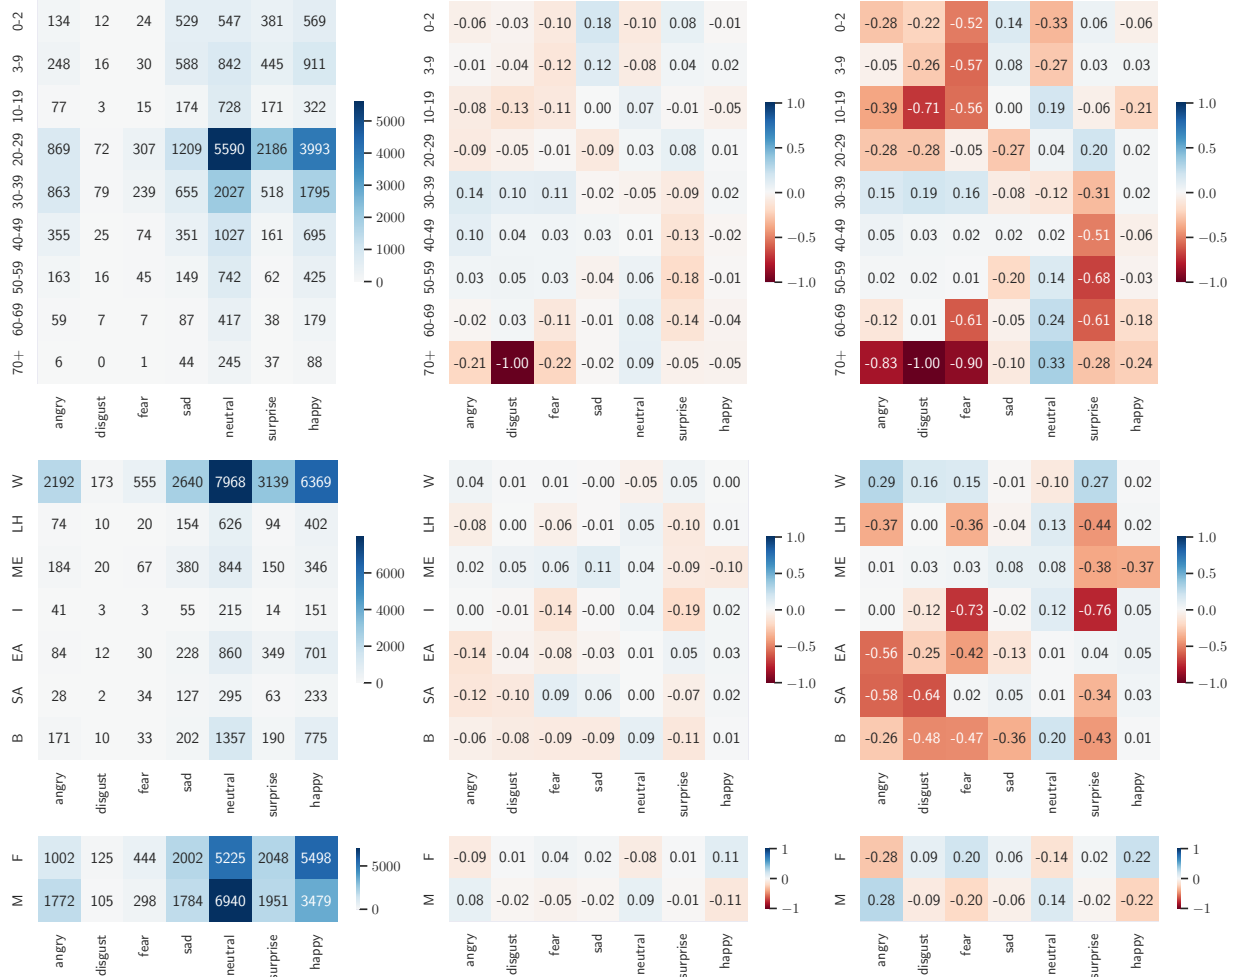 0-2 134 12 24 529 547 381 569
3-9 248 16 30 588 842 445 911
10-19 77 3 15 174 728 171 322
20-29 869 72 307 1209 5590 2186 3993
30-39 863 79 239 655 2027 518 1795
40-49 355 25 74 351 1027 161 695
50-59 163 16 45 149 742 62 425
60-69 59 7 7 87 417 38 179
70+ 6 0 1 44 245 37 88
angry disgust fear sad neutral surprise happy
5000
4000
3000
2000
1000
0
0-2 -0.06 -0.03 -0.10 0.18 -0.10 0.08 -0.01
3-9 -0.01 -0.04 -0.12 0.12 -0.08 0.04 0.02
10-19 -0.08 -0.13 -0.11 0.00 0.07 -0.01 -0.05
20-29 -0.09 -0.05 -0.01 -0.09 0.03 0.08 0.01
30-39 0.14 0.10 0.11 -0.02 -0.05 -0.09 0.02
40-49 0.10 0.04 0.03 0.03 0.01 -0.13 -0.02
50-59 0.03 0.05 0.03 -0.04 0.06 -0.18 -0.01
60-69 -0.02 0.03 -0.11 -0.01 0.08 -0.14 -0.04
70+ -0.21 -1.00 -0.22 -0.02 0.09 -0.05 -0.05
angry disgust fear sad neutral surprise happy
1.0
0.5
0.0
−0.5
−1.0
0-2 -0.28 -0.22 -0.52 0.14 -0.33 0.06 -0.06
3-9 -0.05 -0.26 -0.57 0.08 -0.27 0.03 0.03
10-19 -0.39 -0.71 -0.56 0.00 0.19 -0.06 -0.21
20-29 -0.28 -0.28 -0.05 -0.27 0.04 0.20 0.02
30-39 0.15 0.19 0.16 -0.08 -0.12 -0.31 0.02
40-49 0.05 0.03 0.02 0.02 0.02 -0.51 -0.06
50-59 0.02 0.02 0.01 -0.20 0.14 -0.68 -0.03
60-69 -0.12 0.01 -0.61 -0.05 0.24 -0.61 -0.18
70+ -0.83 -1.00 -0.90 -0.10 0.33 -0.28 -0.24
angry disgust fear sad neutral surprise happy
1.0
0.5
0.0
−0.5
−1.0
W 2192 173 555 2640 7968 3139 6369
LH 74 10 20 154 626 94 402
ME 184 20 67 380 844 150 346
I 41 3 3 55 215 14 151
EA 84 12 30 228 860 349 701
SA 28 2 34 127 295 63 233
B 171 10 33 202 1357 190 775
angry disgust fear sad neutral surprise happy
6000
4000
2000
0
W 0.04 0.01 0.01 -0.00 -0.05 0.05 0.00
LH -0.08 0.00 -0.06 -0.01 0.05 -0.10 0.01
ME 0.02 0.05 0.06 0.11 0.04 -0.09 -0.10
I 0.00 -0.01 -0.14 -0.00 0.04 -0.19 0.02
EA -0.14 -0.04 -0.08 -0.03 0.01 0.05 0.03
SA -0.12 -0.10 0.09 0.06 0.00 -0.07 0.02
B -0.06 -0.08 -0.09 -0.09 0.09 -0.11 0.01
angry disgust fear sad neutral surprise happy
1.0
0.5
0.0
−0.5
−1.0
W 0.29 0.16 0.15 -0.01 -0.10 0.27 0.02
LH -0.37 0.00 -0.36 -0.04 0.13 -0.44 0.02
ME 0.01 0.03 0.03 0.08 0.08 -0.38 -0.37
I 0.00 -0.12 -0.73 -0.02 0.12 -0.76 0.05
EA -0.56 -0.25 -0.42 -0.13 0.01 0.04 0.05
SA -0.58 -0.64 0.02 0.05 0.01 -0.34 0.03
B -0.26 -0.48 -0.47 -0.36 0.20 -0.43 0.01
angry disgust fear sad neutral surprise happy
1.0
0.5
0.0
−0.5
−1.0
F 1002 125 444 2002 5225 2048 5498
M 1772 105 298 1784 6940 1951 3479
angry disgust fear sad neutral surprise happy
5000
0
F -0.09 0.01 0.04 0.02 -0.08 0.01 0.11
M 0.08 -0.02 -0.05 -0.02 0.05 -0.01 -0.11
angry disgust fear sad neutral surprise happy
1
0
−1
F -0.28 0.09 0.20 0.06 -0.14 0.02 0.22
M 0.28 -0.09 -0.20 -0.06 0.14 -0.02 -0.22
angry disgust fear sad neutral surprise happy
1
0
−1